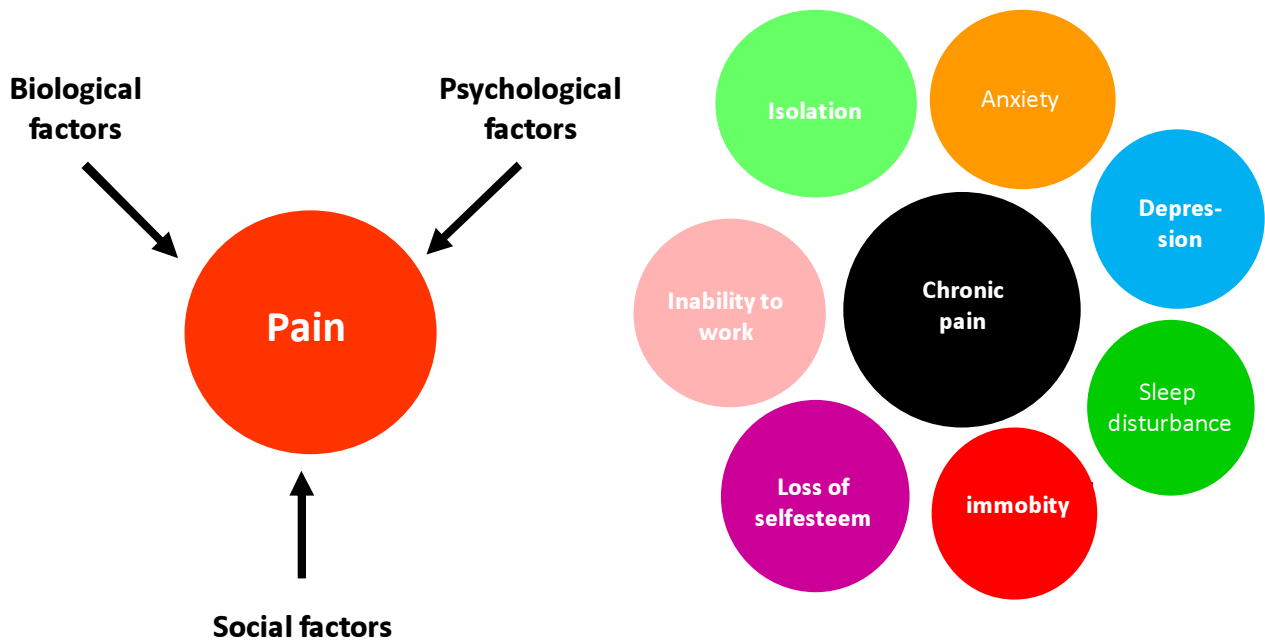 Biological
factors
Psychological
factors
Pain
Social factors
Isolation
Anxiety
Depres-
sion
Inability to
work
Chronic
pain
Sleep
disturbance
Loss of
selfesteem
immobity